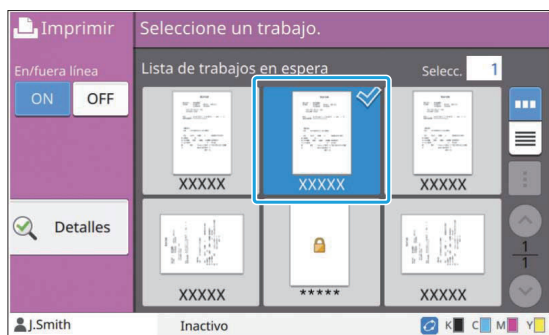 Imprimir
Seleccione un trabajo.
En/fuera línea
ON OFF
Lista de trabajos en espera
Selecc. 1
XXXXX XXXXX XXXXX
Detalles
1
1
XXXXX ***** XXXXX
J.Smith
Inactivo
K C M Y